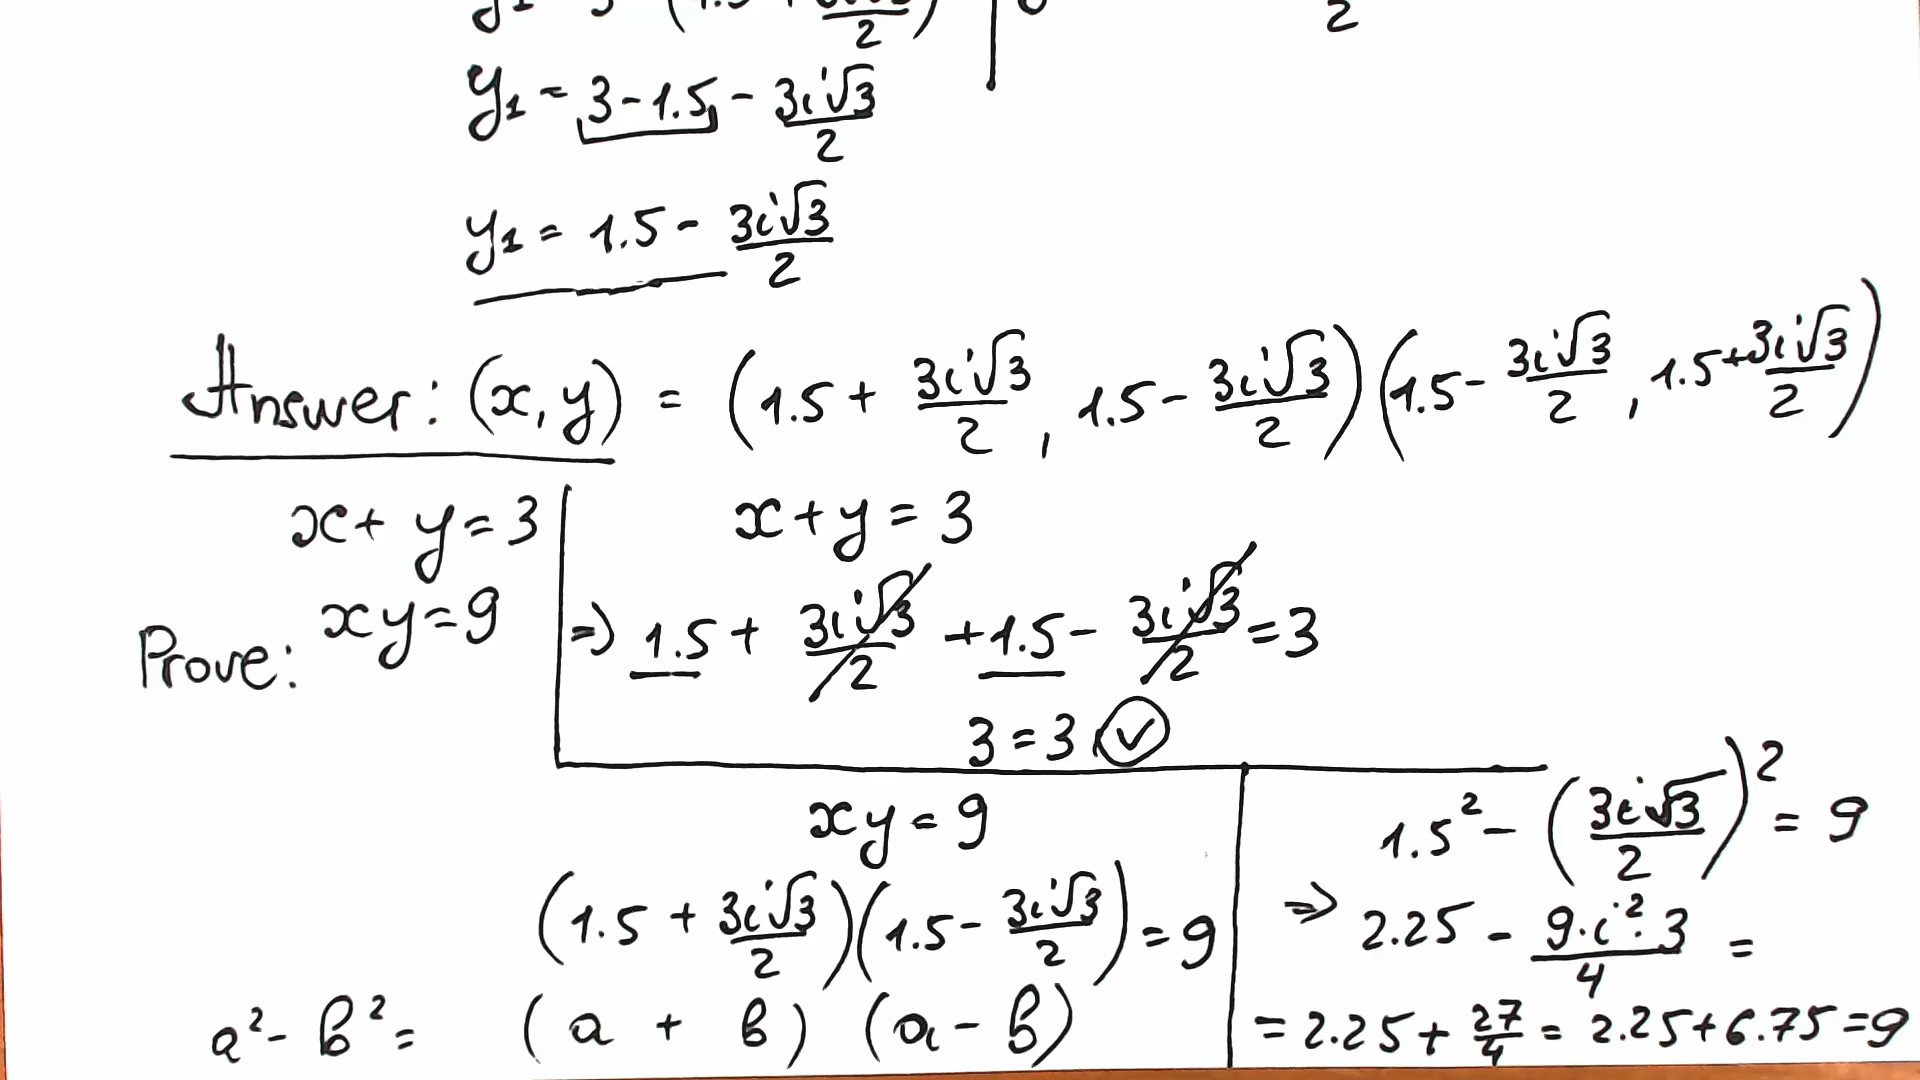 2
y₁ = 3 - 1.5 - 3i√3/2
y₁ = 1.5 - 3i√3/2
Answer: (x, y) = (1.5 + 3i√3/2, 1.5 - 3i√3/2) (1.5 - 3i√3/2, 1.5 + 3i√3/2)
x + y = 3
xy = 9
Prove:
x + y = 3
⇒ 1.5 + 3i√3/2 + 1.5 - 3i√3/2 = 3
3 = 3 ✓
xy = 9
(1.5 + 3i√3/2)(1.5 - 3i√3/2) = 9
a² - b² = (a + b) (a - b)
1.5² - (3i√3/2)² = 9
⇒ 2.25 - 9·i²·3/4 =
= 2.25 + 27/4 = 2.25 + 6.75 = 9